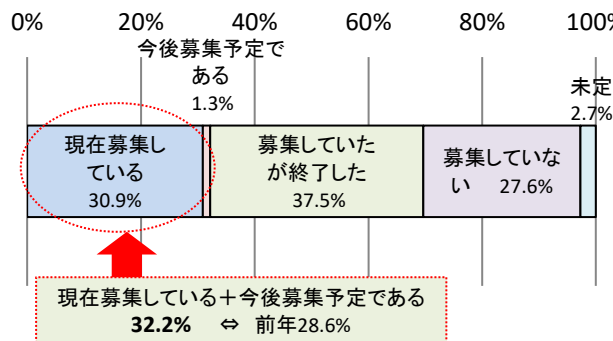 0% 20% 40% 60% 80% 100%
今後募集予定で
ある
1.3%
未定
2.7%
現在募集し
ている
30.9%
募集していた
が終了した
37.5%
募集していな
い 27.6%
現在募集している＋今後募集予定である
32.2% ⇔ 前年28.6%